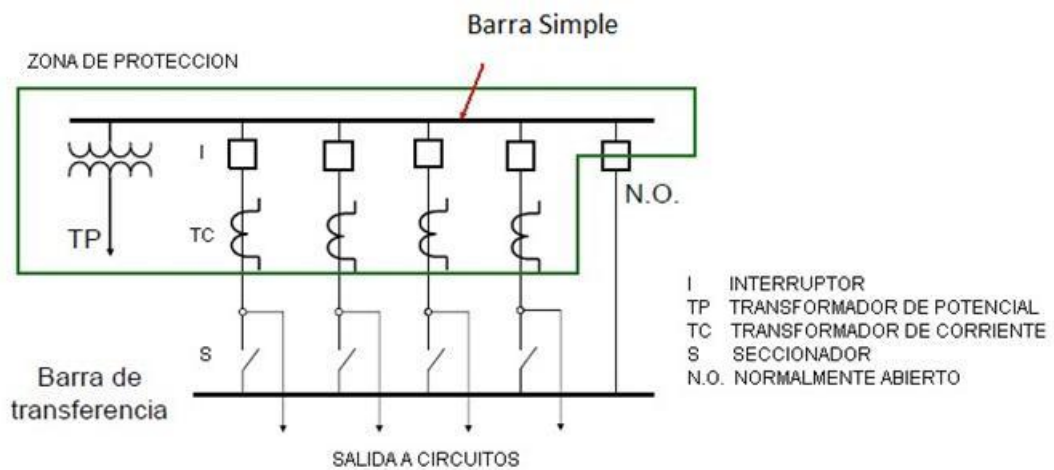 Barra Simple
ZONA DE PROTECCION
I
N.O.
TP
TC
I INTERRUPTOR
TP TRANSFORMADOR DE POTENCIAL
TC TRANSFORMADOR DE CORRIENTE
S SECCIONADOR
N.O. NORMALMENTE ABIERTO
S
Barra de
transferencia
SALIDA A CIRCUITOS